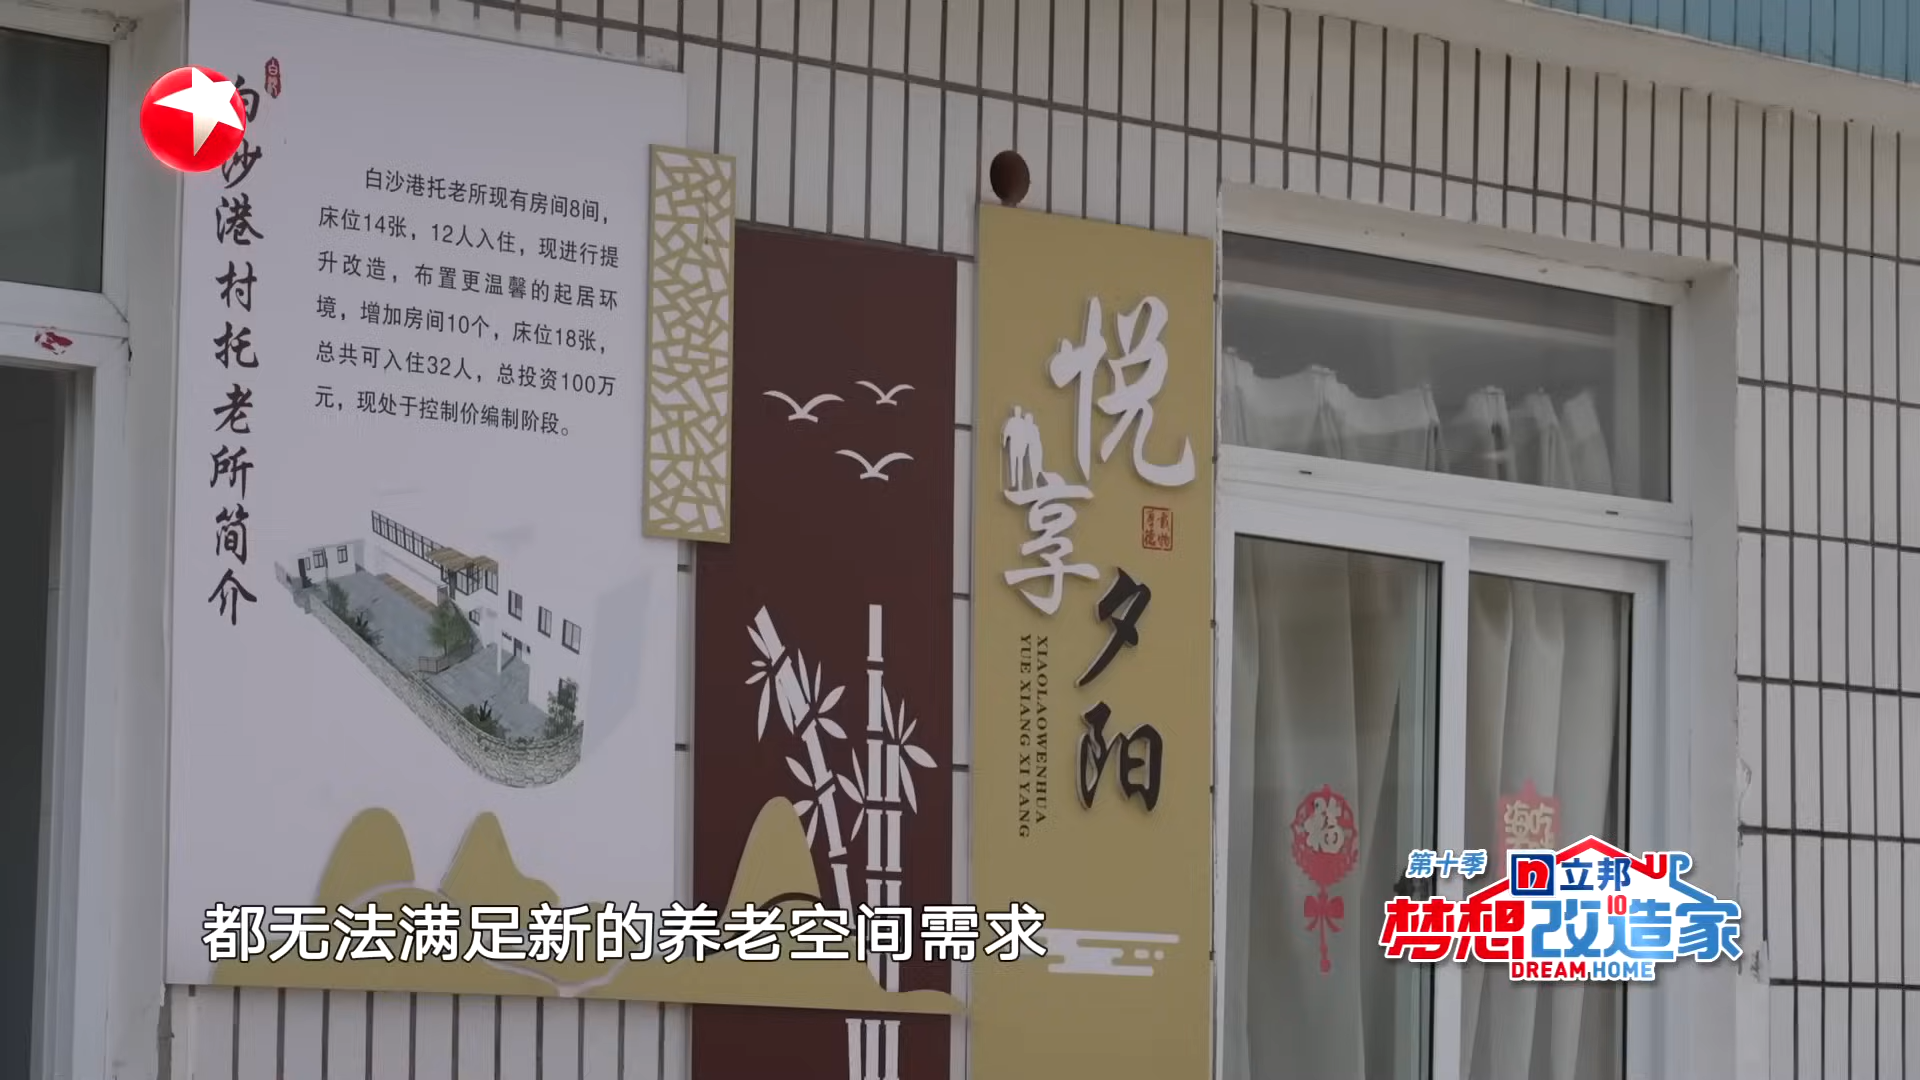 白沙港村托老所简介
白沙港托老所现有房间8间，
床位14张，12人入住，现进行提
升改造，布置更温馨的起居环
境，增加房间10个，床位18张，
总共可入住32人，总投资100万
元，现处于控制价编制阶段。
悦享
夕阳
厚德
载物
XIAOLAOWENHUA
YUE XIANG XI YANG
福
都无法满足新的养老空间需求
第十季
n立邦
UP
梦想改造家
10
DREAM HOME